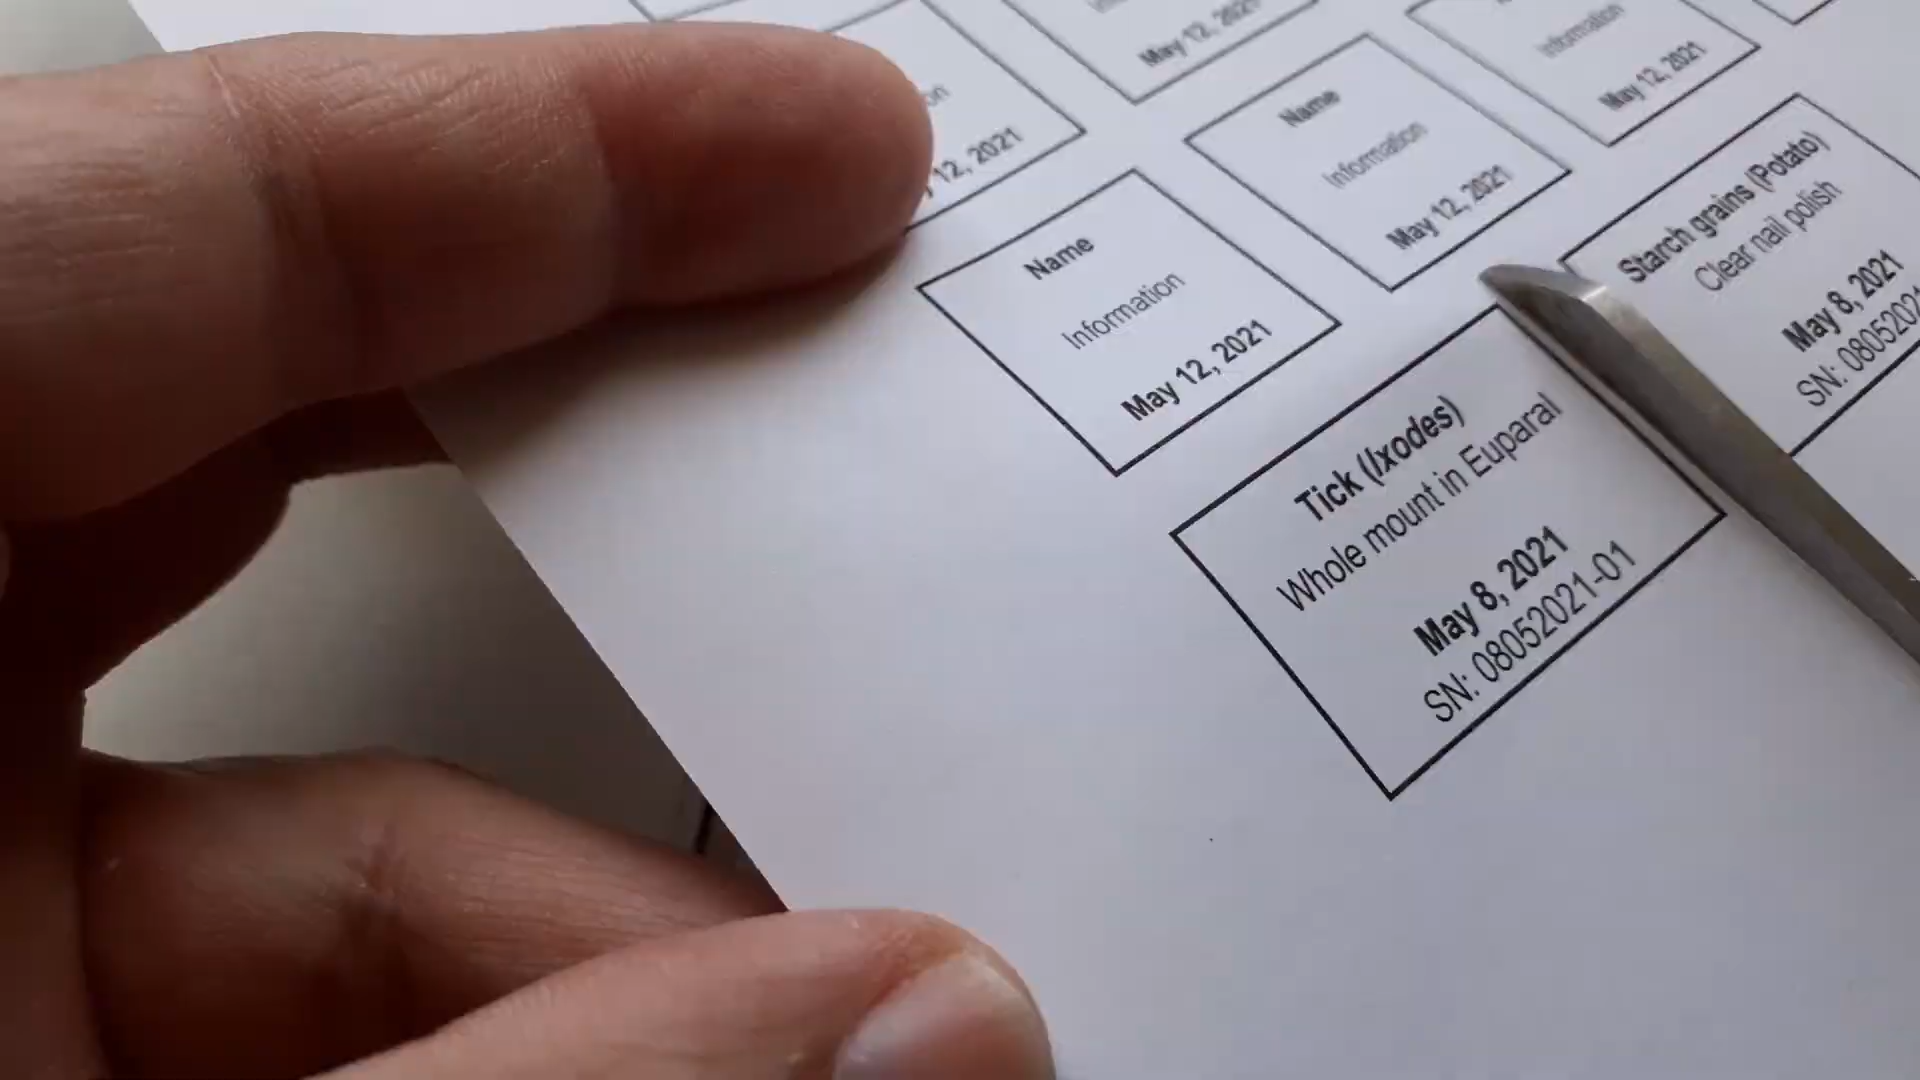 May 12, 2021
Information
May 12, 2021
12, 2021
Name
Information
May 12, 2021
Name
Information
May 12, 2021
Starch grains (Potato)
Clear nail polish
May 8, 2021
SN: 0805202
Tick (Ixodes)
Whole mount in Euparal
May 8, 2021
SN: 08052021-01